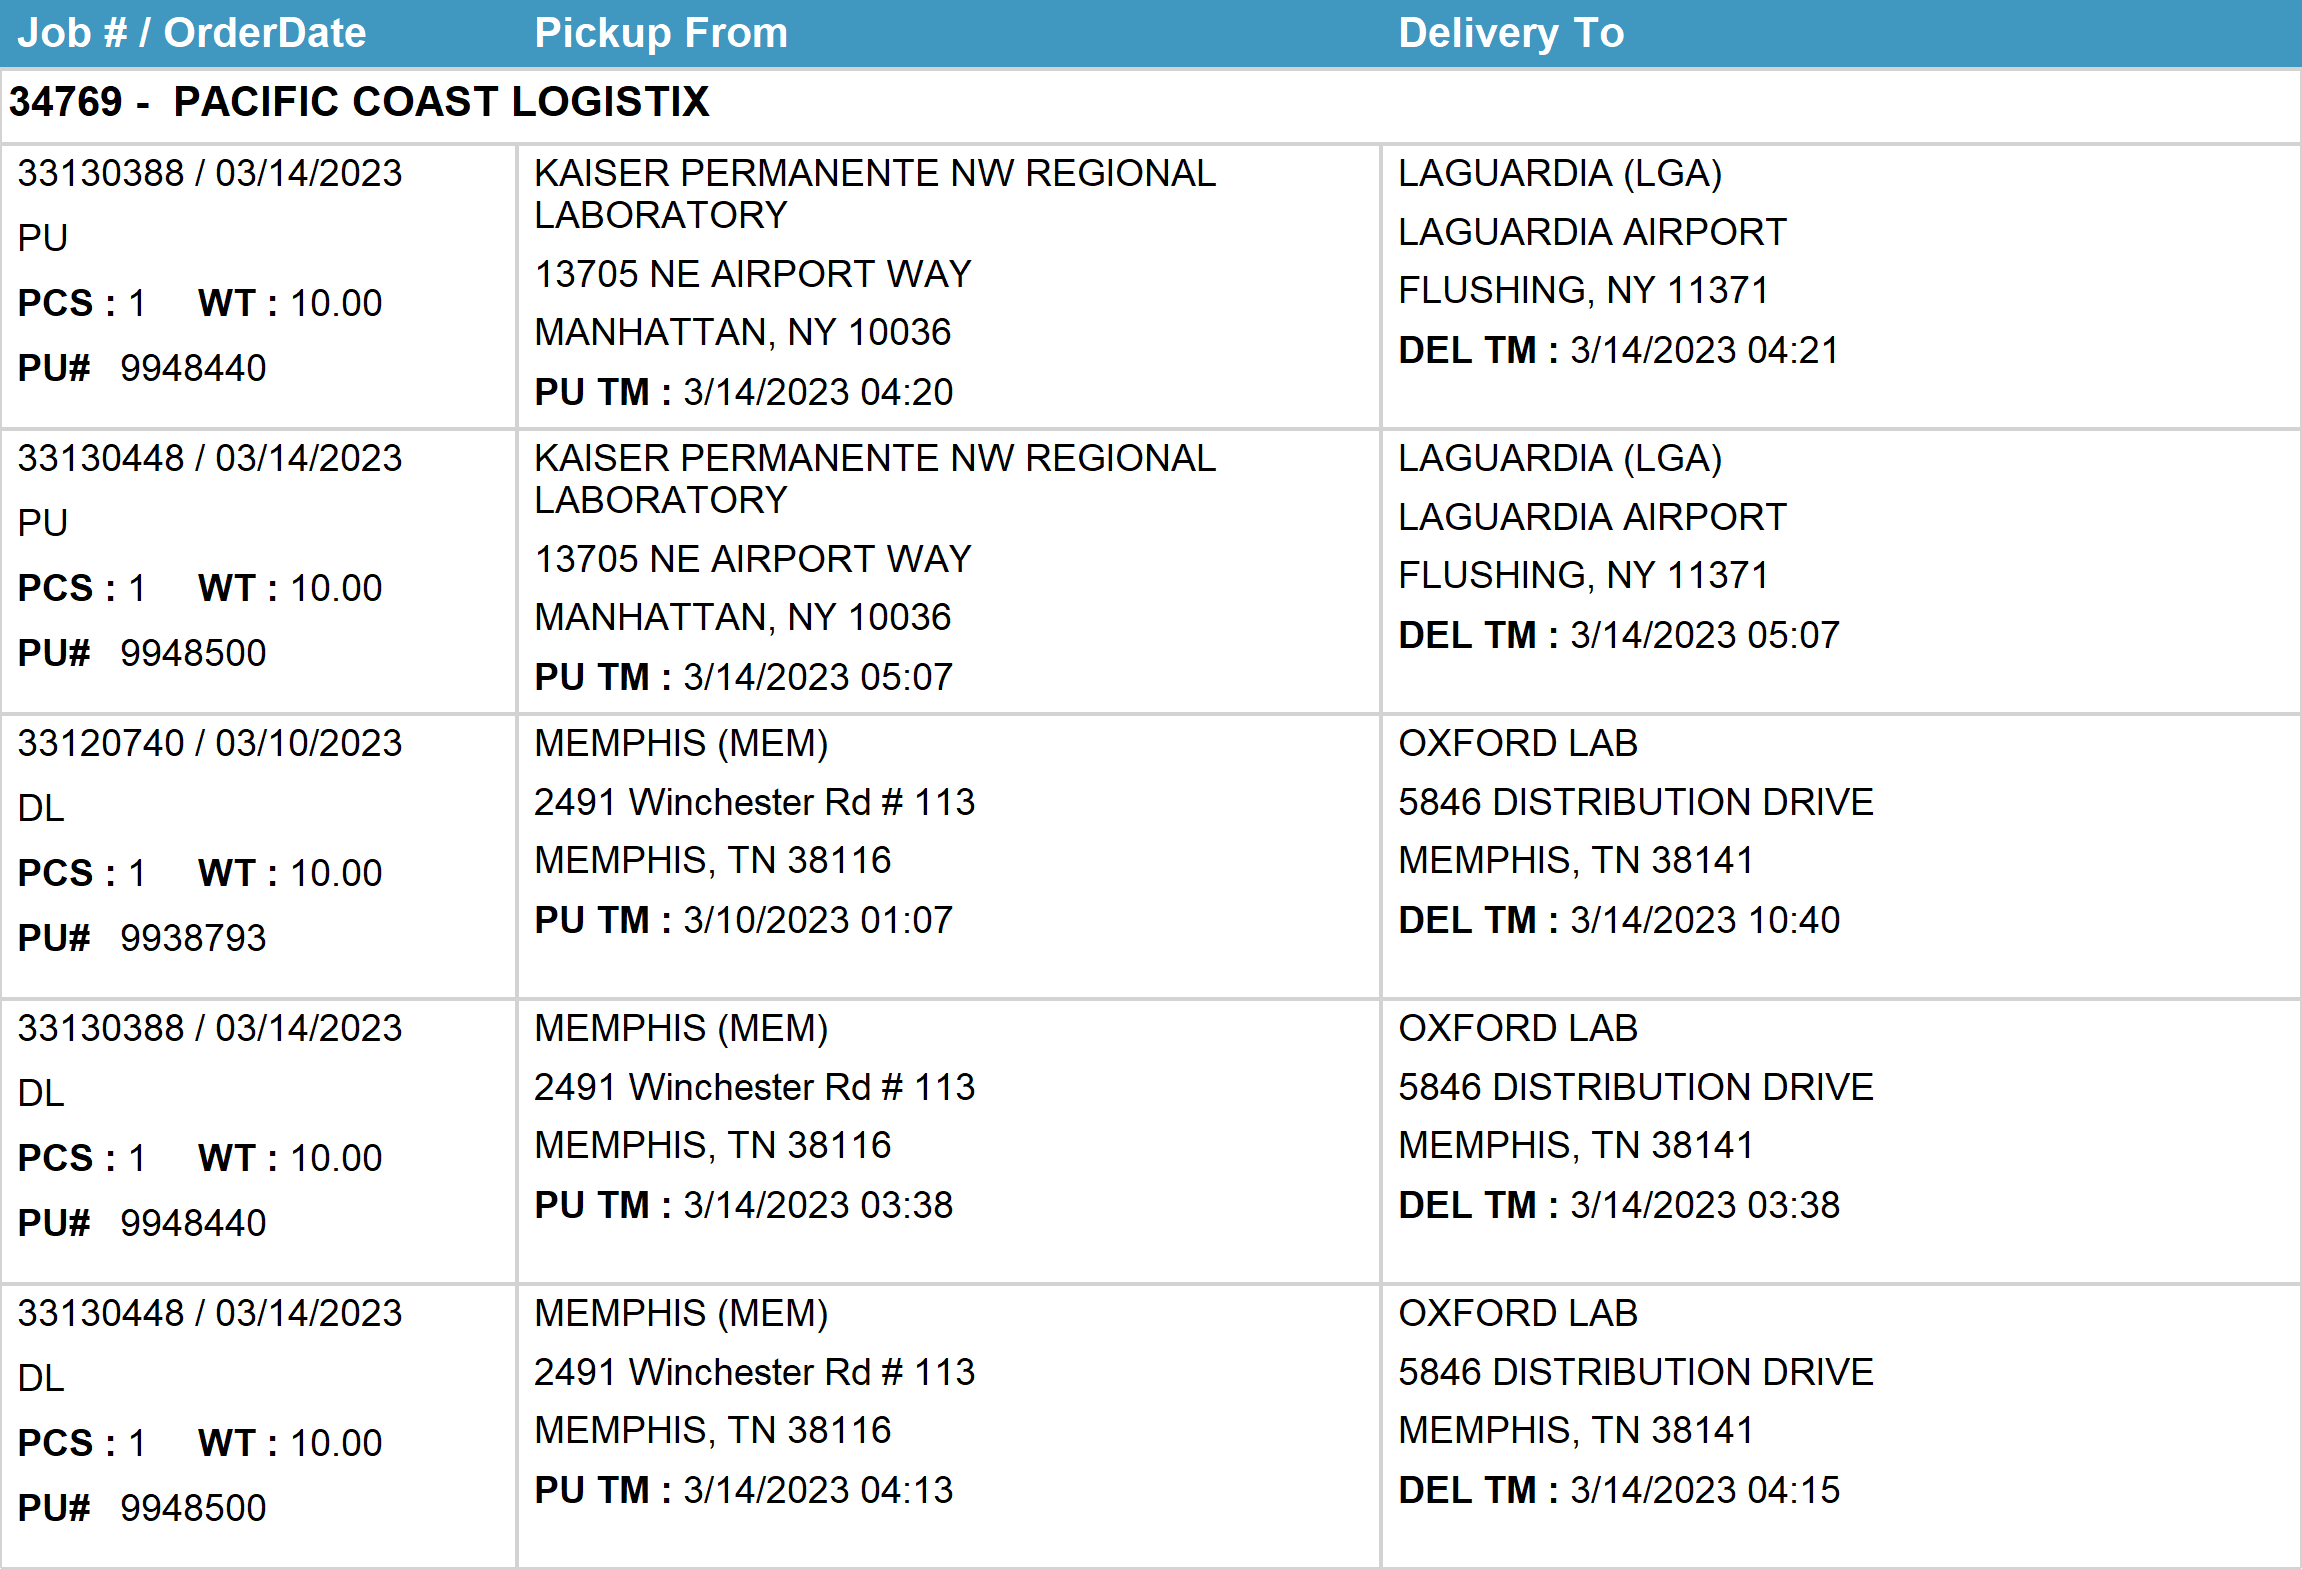 Job # / OrderDate Pickup From Delivery To
34769 - PACIFIC COAST LOGISTIX
33130388 / 03/14/2023
PU
PCS : 1 WT : 10.00
PU# 9948440
KAISER PERMANENTE NW REGIONAL
LABORATORY
13705 NE AIRPORT WAY
MANHATTAN, NY 10036
PU TM : 3/14/2023 04:20
LAGUARDIA (LGA)
LAGUARDIA AIRPORT
FLUSHING, NY 11371
DEL TM : 3/14/2023 04:21
33130448 / 03/14/2023
PU
PCS : 1 WT : 10.00
PU# 9948500
KAISER PERMANENTE NW REGIONAL
LABORATORY
13705 NE AIRPORT WAY
MANHATTAN, NY 10036
PU TM : 3/14/2023 05:07
LAGUARDIA (LGA)
LAGUARDIA AIRPORT
FLUSHING, NY 11371
DEL TM : 3/14/2023 05:07
33120740 / 03/10/2023
DL
PCS : 1 WT : 10.00
PU# 9938793
MEMPHIS (MEM)
2491 Winchester Rd # 113
MEMPHIS, TN 38116
PU TM : 3/10/2023 01:07
OXFORD LAB
5846 DISTRIBUTION DRIVE
MEMPHIS, TN 38141
DEL TM : 3/14/2023 10:40
33130388 / 03/14/2023
DL
PCS : 1 WT : 10.00
PU# 9948440
MEMPHIS (MEM)
2491 Winchester Rd # 113
MEMPHIS, TN 38116
PU TM : 3/14/2023 03:38
OXFORD LAB
5846 DISTRIBUTION DRIVE
MEMPHIS, TN 38141
DEL TM : 3/14/2023 03:38
33130448 / 03/14/2023
DL
PCS : 1 WT : 10.00
PU# 9948500
MEMPHIS (MEM)
2491 Winchester Rd # 113
MEMPHIS, TN 38116
PU TM : 3/14/2023 04:13
OXFORD LAB
5846 DISTRIBUTION DRIVE
MEMPHIS, TN 38141
DEL TM : 3/14/2023 04:15